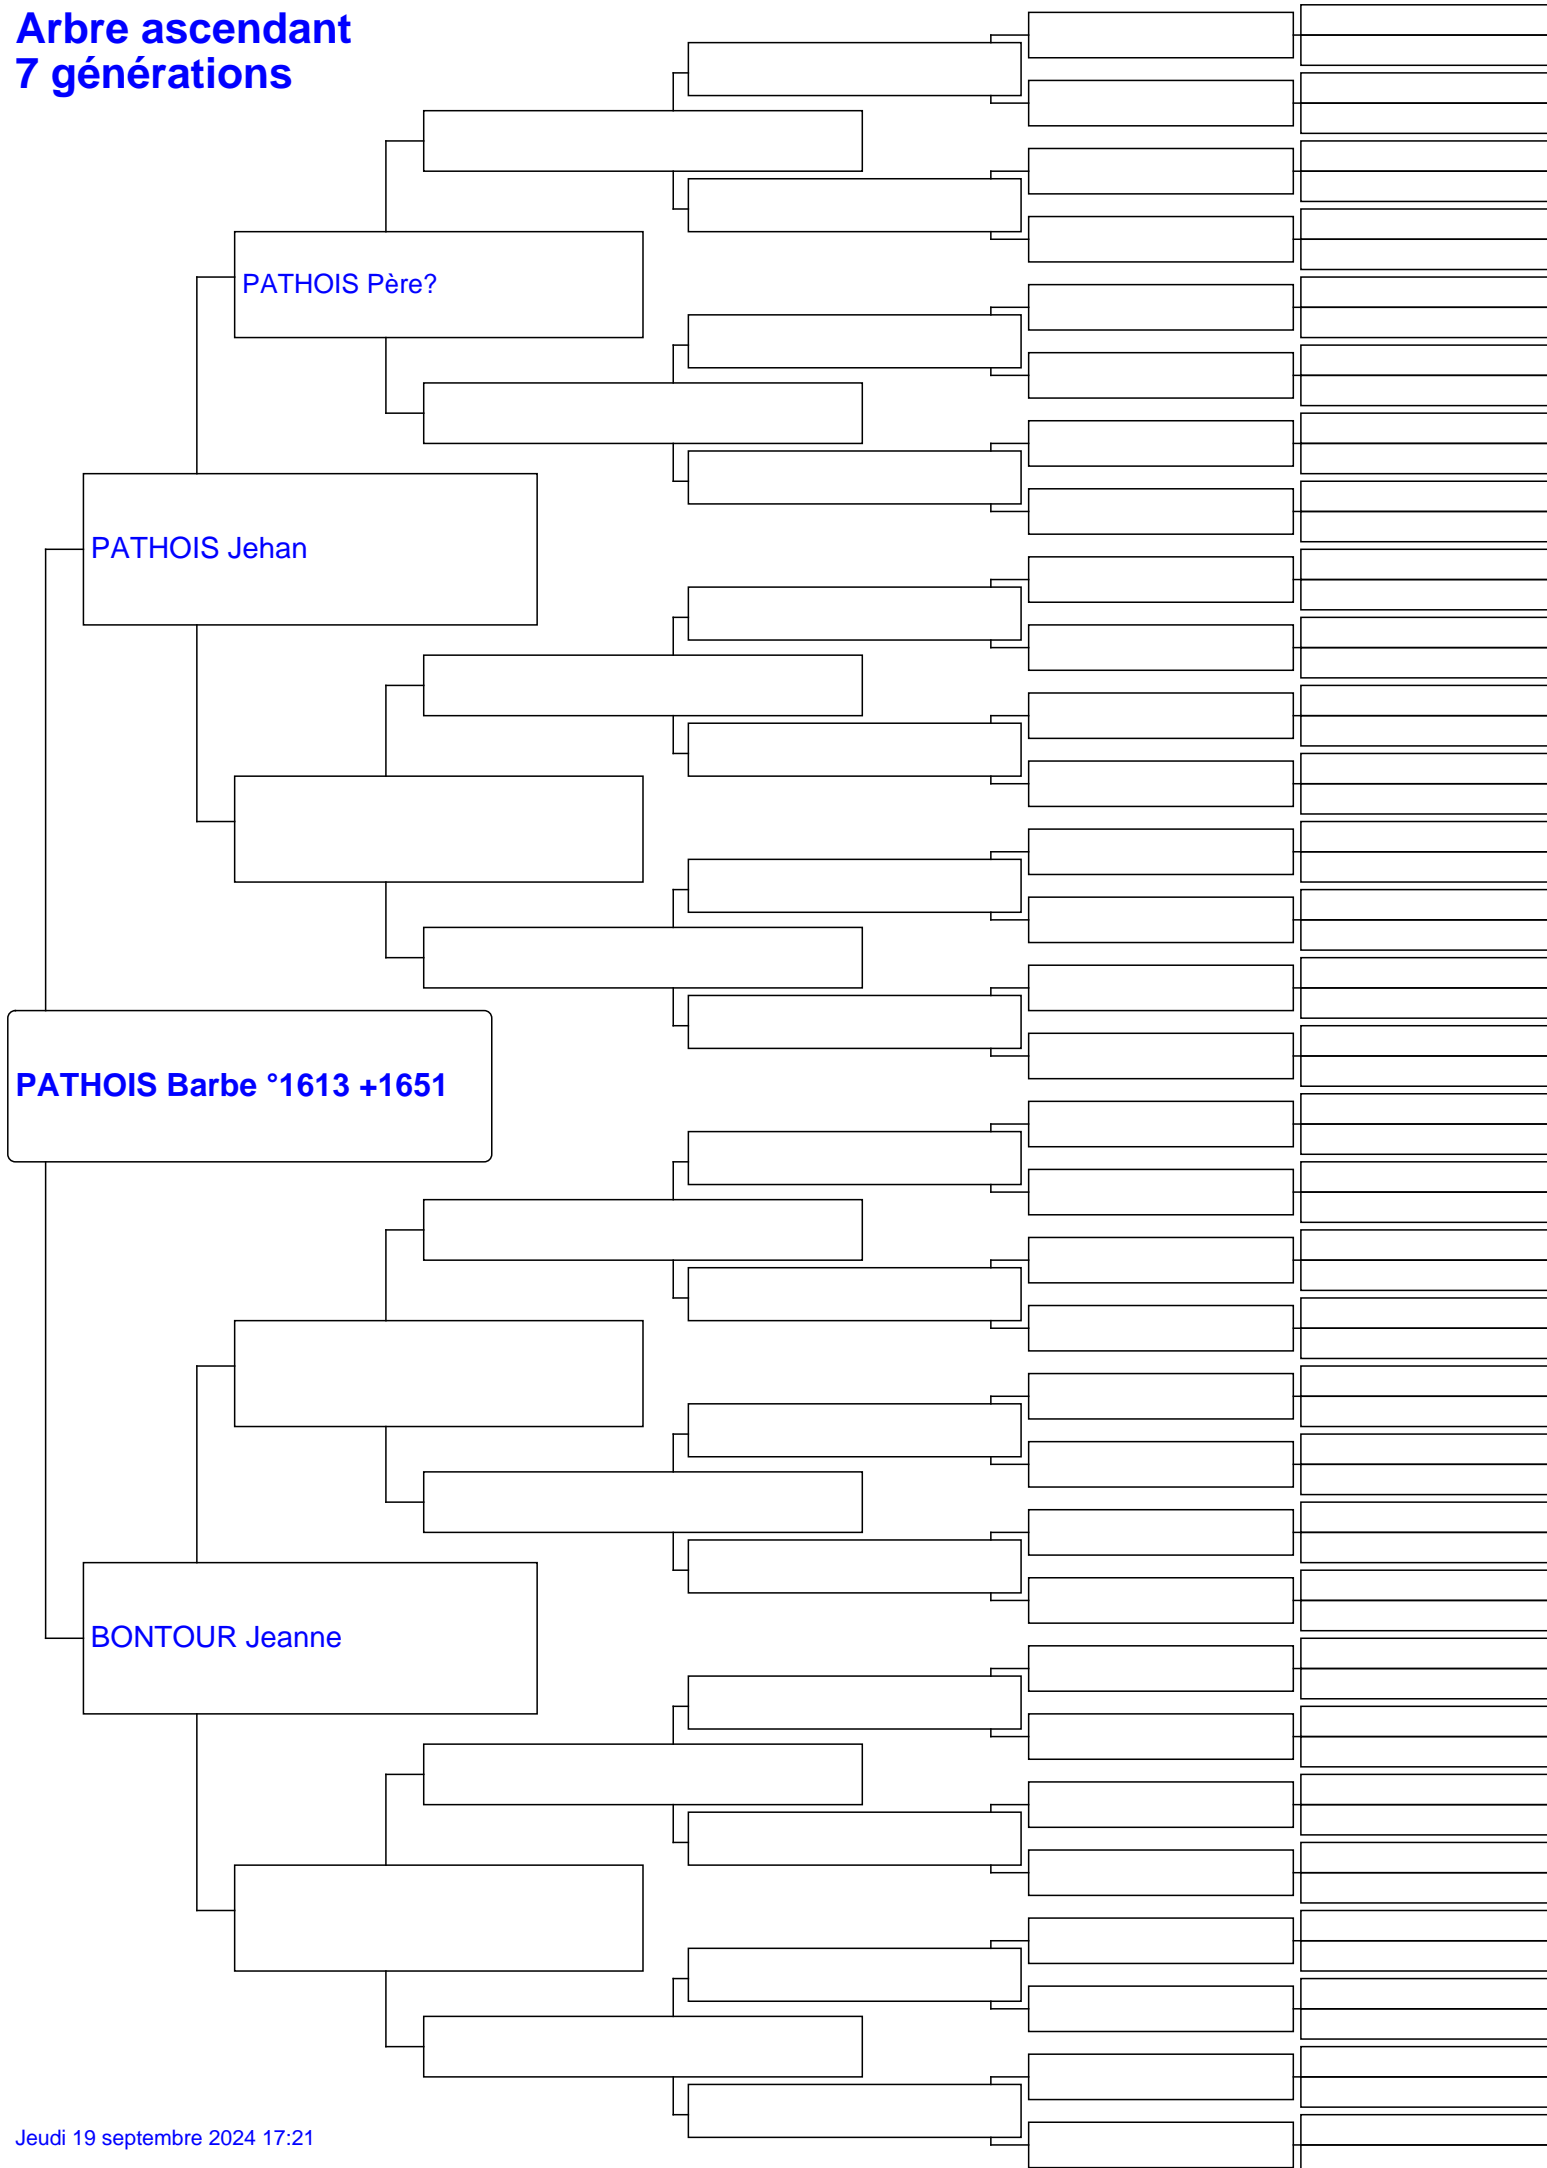 Arbre ascendant
7 générations
PATHOIS Père?
PATHOIS Jehan
PATHOIS Barbe °1613 +1651
BONTOUR Jeanne
Jeudi 19 septembre 2024 17:21